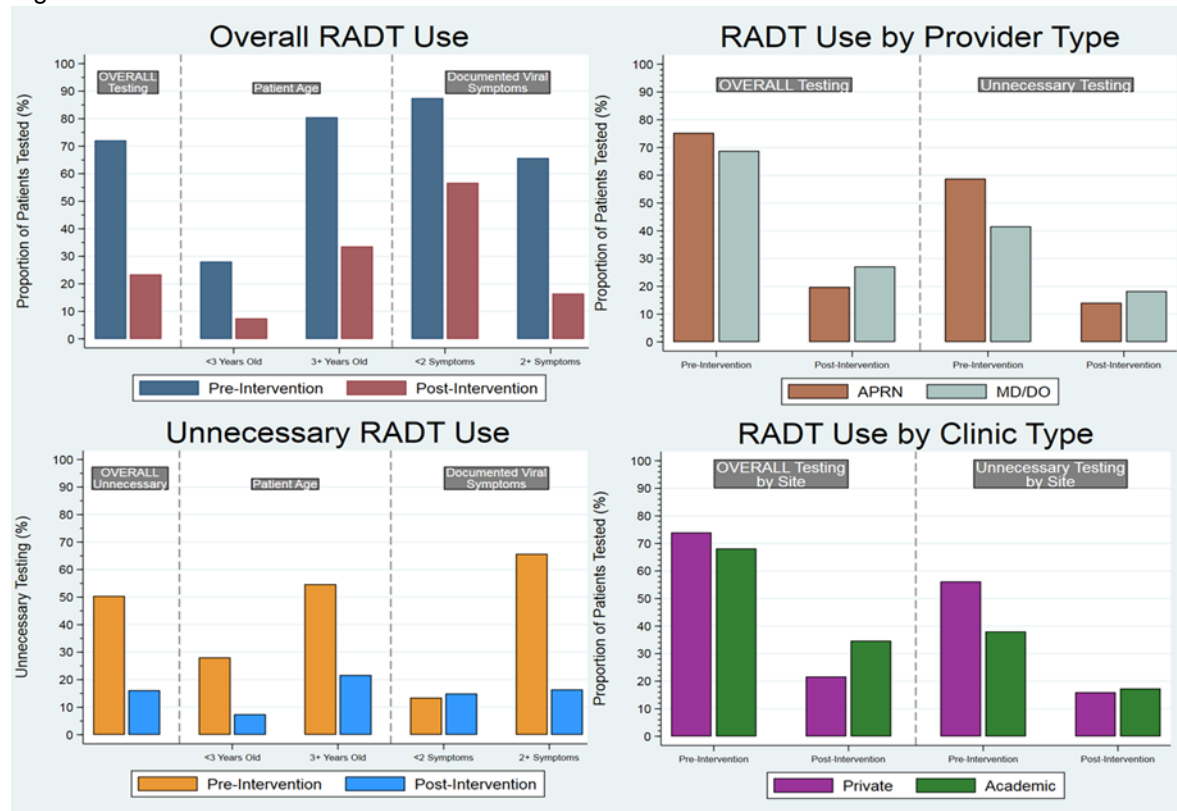 Overall RADT Use
OVERALL
Testing
Patient Age
Documented Viral
Symptoms
Proportion of Patients Tested (%)
100
90
80
70
60
50
40
30
20
10
0
<3 Years Old
3+ Years Old
<2 Symptoms
2+ Symptoms
Pre-Intervention
Post-Intervention
RADT Use by Provider Type
OVERALL Testing
Unnecessary Testing
Proportion of Patients Tested (%)
100
90
80
70
60
50
40
30
20
10
0
Pre-Intervention
Post-Intervention
Pre-Intervention
Post-Intervention
APRN
MD/DO
Unnecessary RADT Use
OVERALL
Unnecessary
Patient Age
Documented Viral
Symptoms
Unnecessary Testing (%)
100
90
80
70
60
50
40
30
20
10
0
<3 Years Old
3+ Years Old
<2 Symptoms
2+ Symptoms
Pre-Intervention
Post-Intervention
RADT Use by Clinic Type
OVERALL Testing
by Site
Unnecessary Testing
by Site
Proportion of Patients Tested (%)
100
90
80
70
60
50
40
30
20
10
0
Pre-Intervention
Post-Intervention
Pre-Intervention
Post-Intervention
Private
Academic